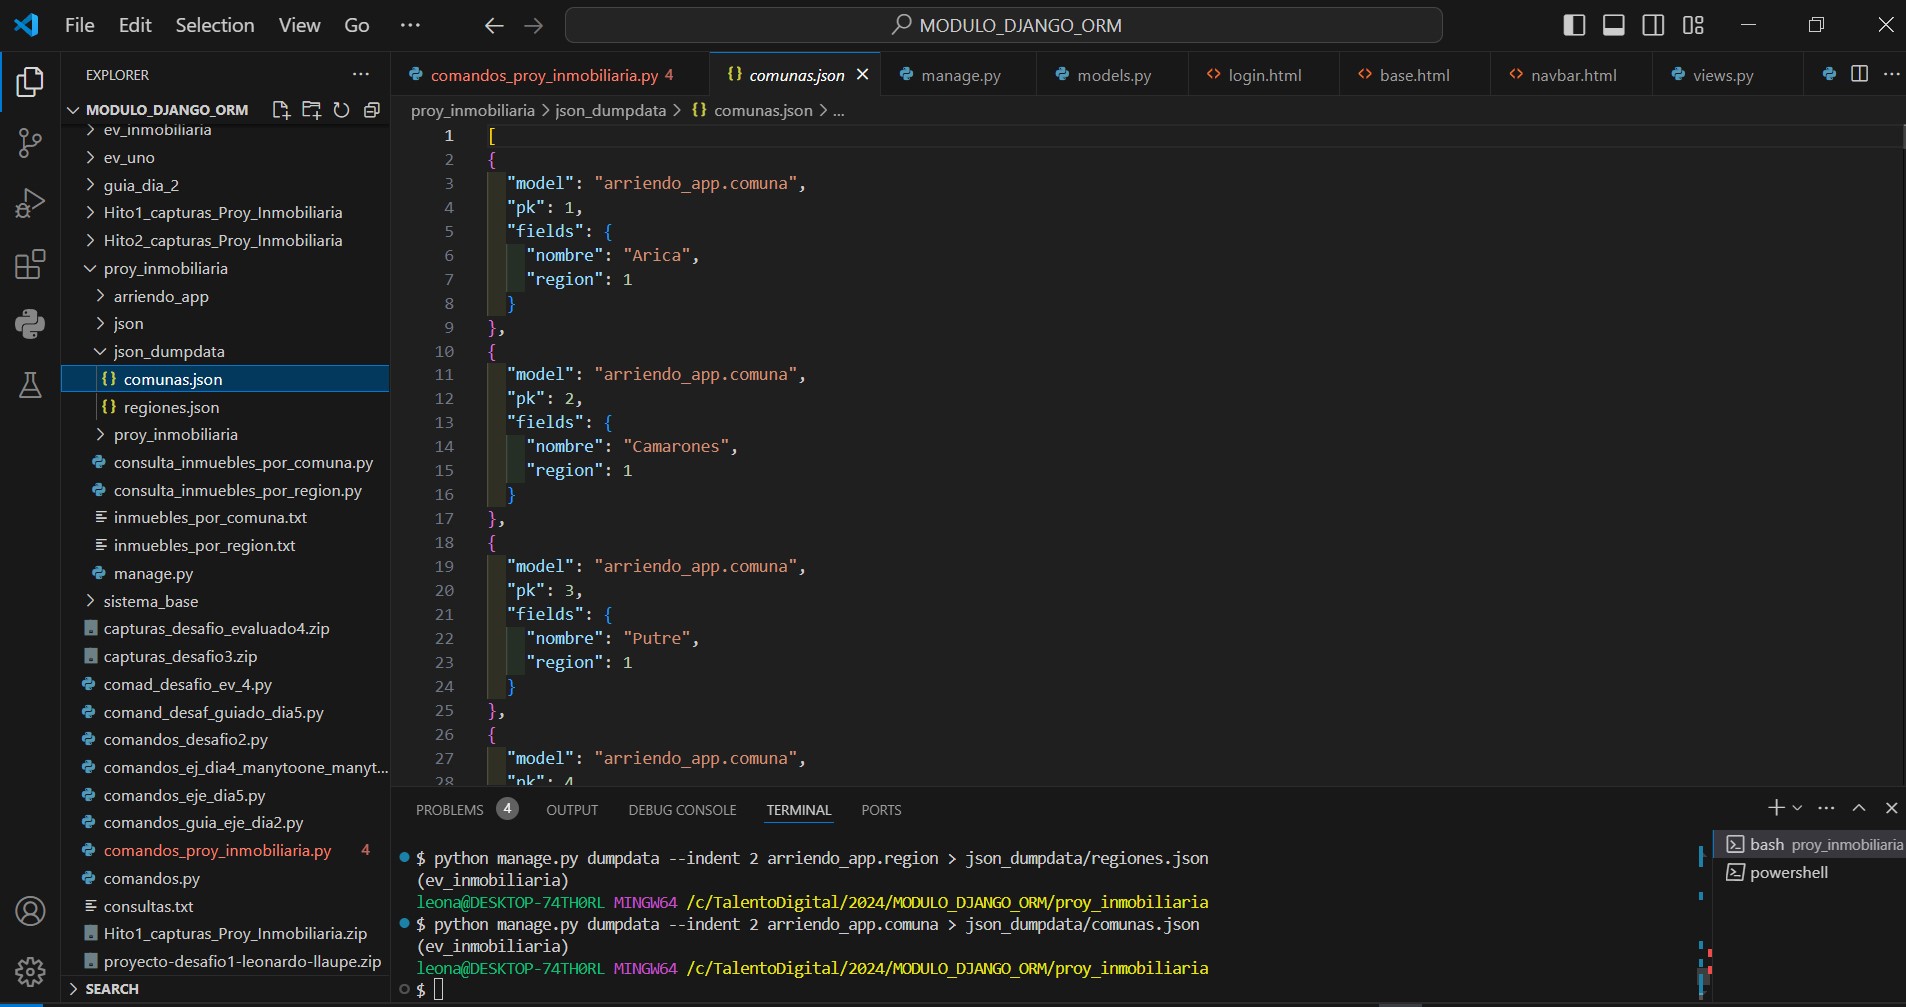 File Edit Selection View Go ···
MODULO_DJANGO_ORM
EXPLORER
MODULO_DJANGO_ORM
ev_inmobiliaria
ev_uno
guia_dia_2
Hito1_capturas_Proy_Inmobiliaria
Hito2_capturas_Proy_Inmobiliaria
proy_inmobiliaria
arriendo_app
json
json_dumpdata
comunas.json
regiones.json
proy_inmobiliaria
consulta_inmuebles_por_comuna.py
consulta_inmuebles_por_region.py
inmuebles_por_comuna.txt
inmuebles_por_region.txt
manage.py
sistema_base
capturas_desafio_evaluado4.zip
capturas_desafio3.zip
comad_desafio_ev_4.py
comand_desaf_guiado_dia5.py
comandos_desafio2.py
comandos_ej_dia4_manytoone_manyt...
comandos_eje_dia5.py
comandos_guia_eje_dia2.py
comandos_proy_inmobiliaria.py 4
comandos.py
consultas.txt
Hito1_capturas_Proy_Inmobiliaria.zip
proyecto-desafio1-leonardo-llaupe.zip
SEARCH
comandos_proy_inmobiliaria.py 4
{} comunas.json
manage.py
models.py
<> login.html
<> base.html
<> navbar.html
views.py
proy_inmobiliaria > json_dumpdata > {} comunas.json > ...
1 [
2 {
3 "model": "arriendo_app.comuna",
4 "pk": 1,
5 "fields": {
6 "nombre": "Arica",
7 "region": 1
8 }
9 },
10 {
11 "model": "arriendo_app.comuna",
12 "pk": 2,
13 "fields": {
14 "nombre": "Camarones",
15 "region": 1
16 }
17 },
18 {
19 "model": "arriendo_app.comuna",
20 "pk": 3,
21 "fields": {
22 "nombre": "Putre",
23 "region": 1
24 }
25 },
26 {
27 "model": "arriendo_app.comuna",
28 "pk": 4
PROBLEMS 4 OUTPUT DEBUG CONSOLE TERMINAL PORTS
$ python manage.py dumpdata --indent 2 arriendo_app.region > json_dumpdata/regiones.json
(ev_inmobiliaria)
leona@DESKTOP-74TH0RL MINGW64 /c/TalentoDigital/2024/MODULO_DJANGO_ORM/proy_inmobiliaria
$ python manage.py dumpdata --indent 2 arriendo_app.comuna > json_dumpdata/comunas.json
(ev_inmobiliaria)
leona@DESKTOP-74TH0RL MINGW64 /c/TalentoDigital/2024/MODULO_DJANGO_ORM/proy_inmobiliaria
$
bash proy_inmobiliaria
powershell